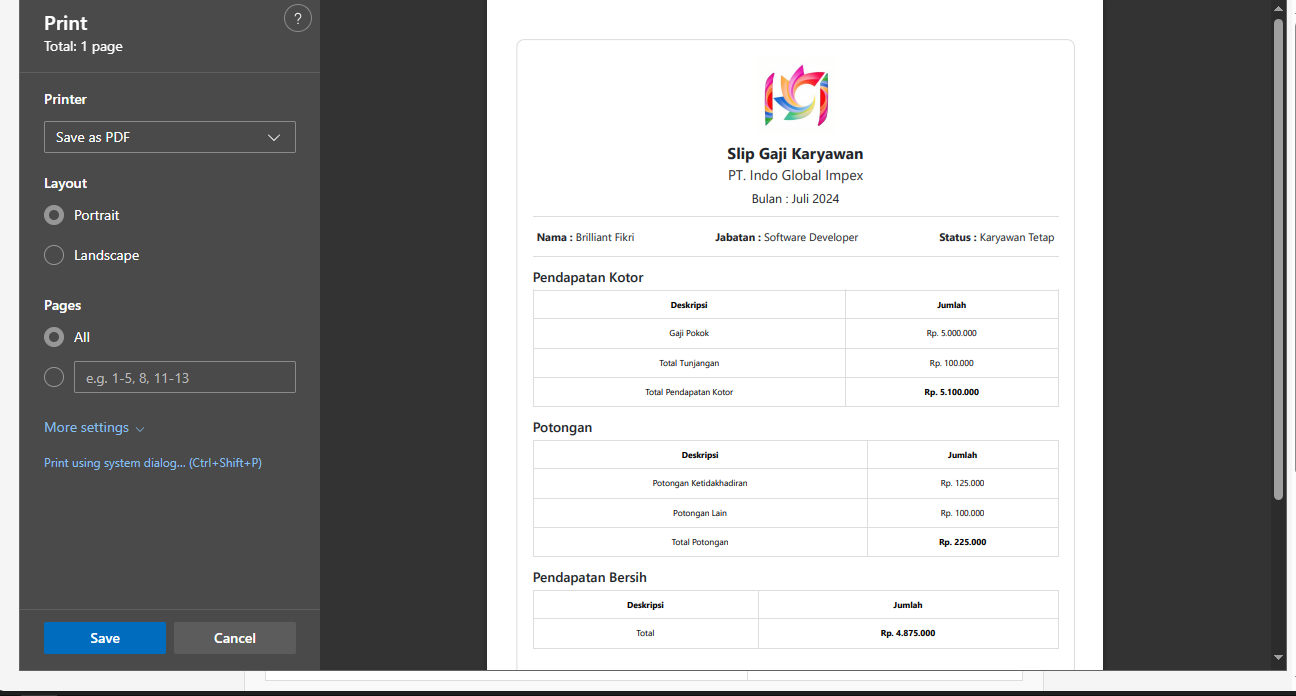 Print
?
Total: 1 page
Printer
Save as PDF
Layout
Portrait
Landscape
Pages
All
e.g. 1-5, 8, 11-13
More settings
Print using system dialog... (Ctrl+Shift+P)
Save
Cancel
Slip Gaji Karyawan
PT. Indo Global Impex
Bulan : Juli 2024
Nama : Brilliant Fikri Jabatan : Software Developer Status : Karyawan Tetap
Pendapatan Kotor
Deskripsi Jumlah
Gaji Pokok Rp. 5.000.000
Total Tunjangan Rp. 100.000
Total Pendapatan Kotor Rp. 5.100.000
Potongan
Deskripsi Jumlah
Potongan Ketidakhadiran Rp. 125.000
Potongan Lain Rp. 100.000
Total Potongan Rp. 225.000
Pendapatan Bersih
Deskripsi Jumlah
Total Rp. 4.875.000